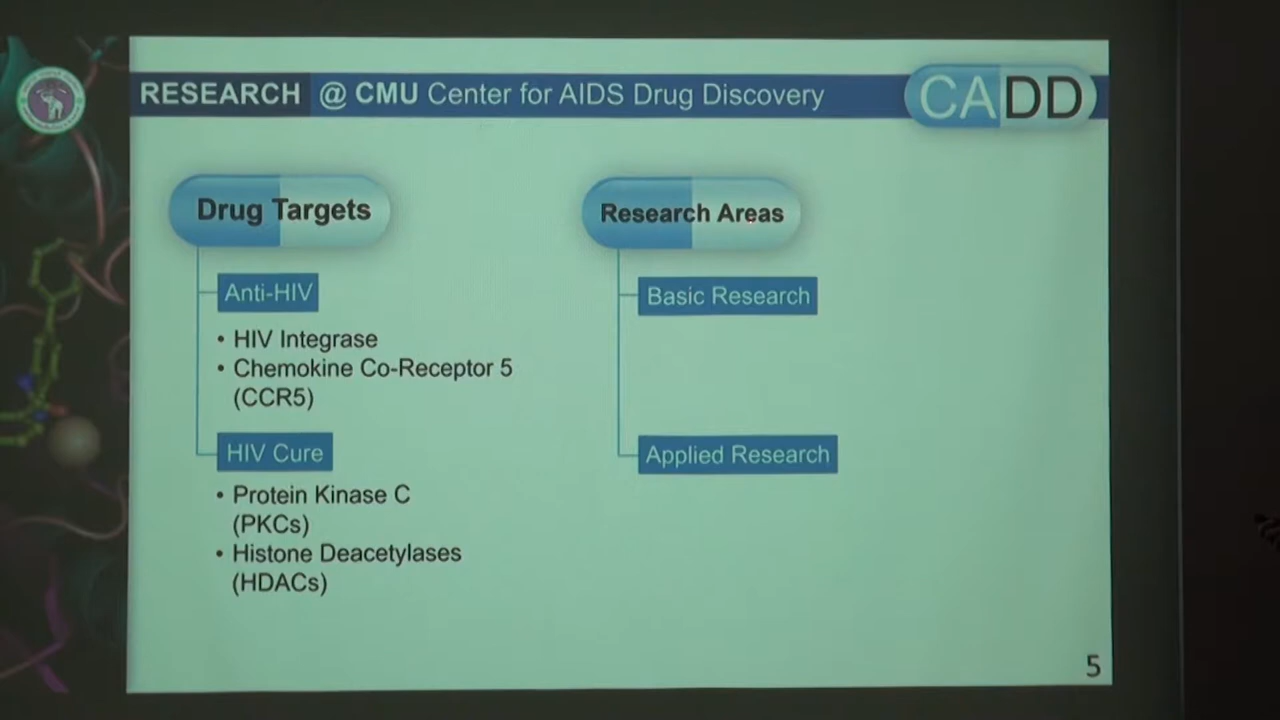 RESEARCH @ CMU Center for AIDS Drug Discovery
CADD
Drug Targets
Anti-HIV
• HIV Integrase
• Chemokine Co-Receptor 5
(CCR5)
HIV Cure
• Protein Kinase C
(PKCs)
• Histone Deacetylases
(HDACs)
Research Areas
Basic Research
Applied Research
5